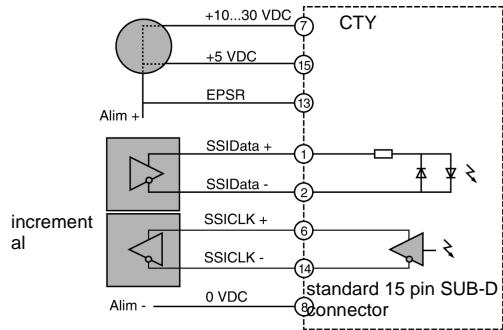 +10...30 VDC
7
CTY
+5 VDC
15
EPSR
13
Alim +
SSIData +
1
SSIData -
2
increment
al
SSICLK +
6
SSICLK -
14
standard 15 pin SUB-D
connector
Alim -
0 VDC
8